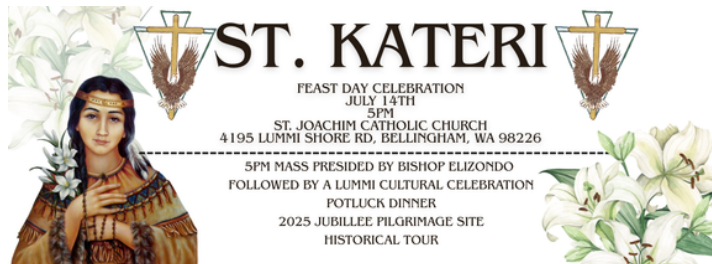 ST. KATERI
FEAST DAY CELEBRATION
JULY 14TH
5PM
ST. JOACHIM CATHOLIC CHURCH
4195 LUMMI SHORE RD, BELLINGHAM, WA 98226
5PM MASS PRESIDED BY BISHOP ELIZONDO
FOLLOWED BY A LUMMI CULTURAL CELEBRATION
POTLUCK DINNER
2025 JUBILLEE PILGRIMAGE SITE
HISTORICAL TOUR